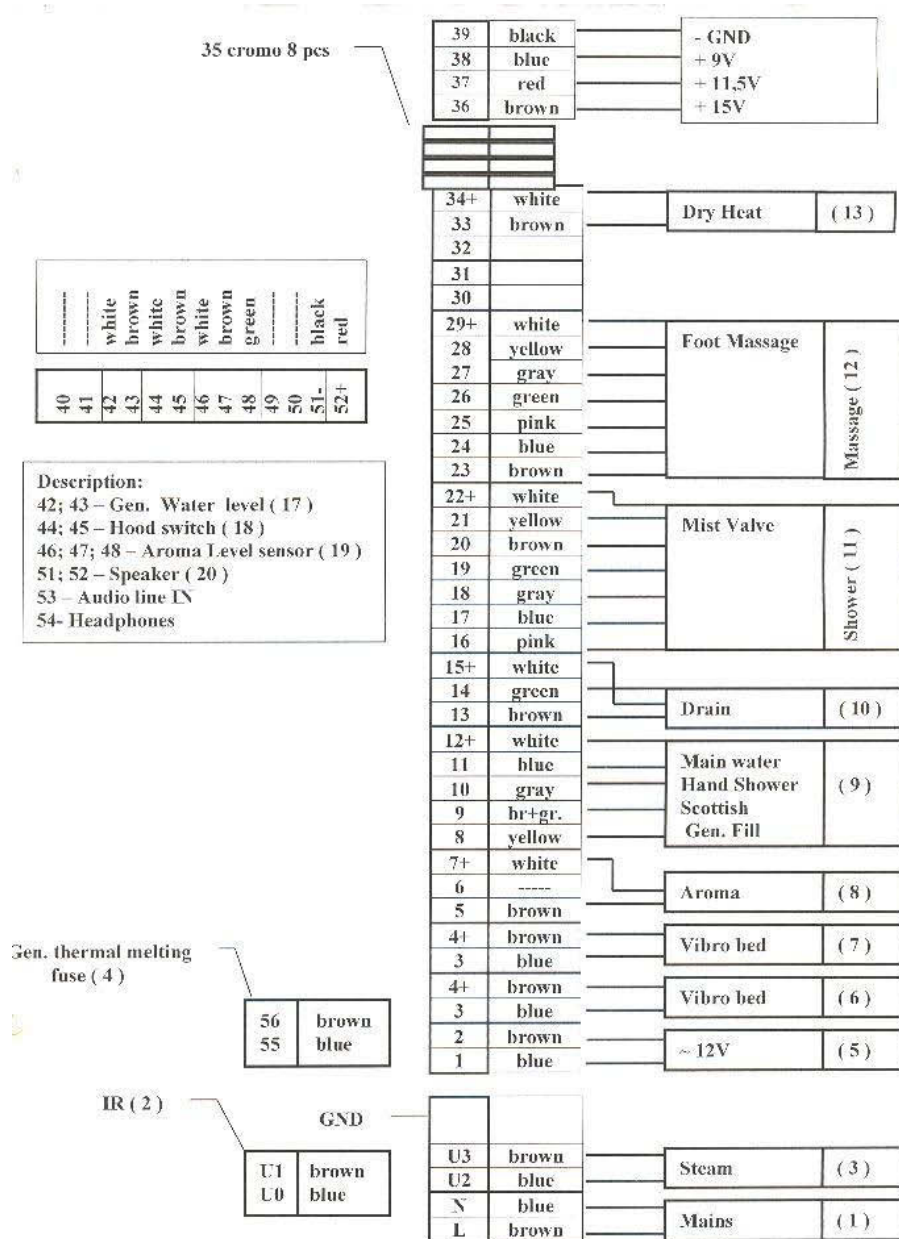 35 cromo 8 pcs
39 black - GND
38 blue + 9V
37 red + 11,5V
36 brown + 15V
34+ white Dry Heat ( 13 )
33 brown
32
31
30
29+ white
28 yellow Foot Massage
27 gray
26 green
25 pink
24 blue
23 brown
Massage ( 12 )
22+ white
21 yellow Mist Valve
20 brown
19 green
18 gray
17 blue
16 pink
Shower ( 11 )
15+ white
14 green
13 brown Drain ( 10 )
12+ white
11 blue Main water
10 gray Hand Shower ( 9 )
9 br+gr. Scottish
8 yellow Gen. Fill
7+ white
6 -----
5 brown Aroma ( 8 )
4+ brown Vibro bed ( 7 )
3 blue
4+ brown Vibro bed ( 6 )
3 blue
2 brown ~ 12V ( 5 )
1 blue
-------- -------- white brown white brown white brown green -------- -------- black red
40 41 42 43 44 45 46 47 48 49 50 51- 52+
Description:
42; 43 – Gen. Water level ( 17 )
44; 45 – Hood switch ( 18 )
46; 47; 48 – Aroma Level sensor ( 19 )
51; 52 – Speaker ( 20 )
53 – Audio line IN
54- Headphones
Gen. thermal melting
fuse ( 4 )
56 brown
55 blue
IR ( 2 )
GND
U1 brown
U0 blue
U3 brown Steam ( 3 )
U2 blue
N blue Mains ( 1 )
L brown